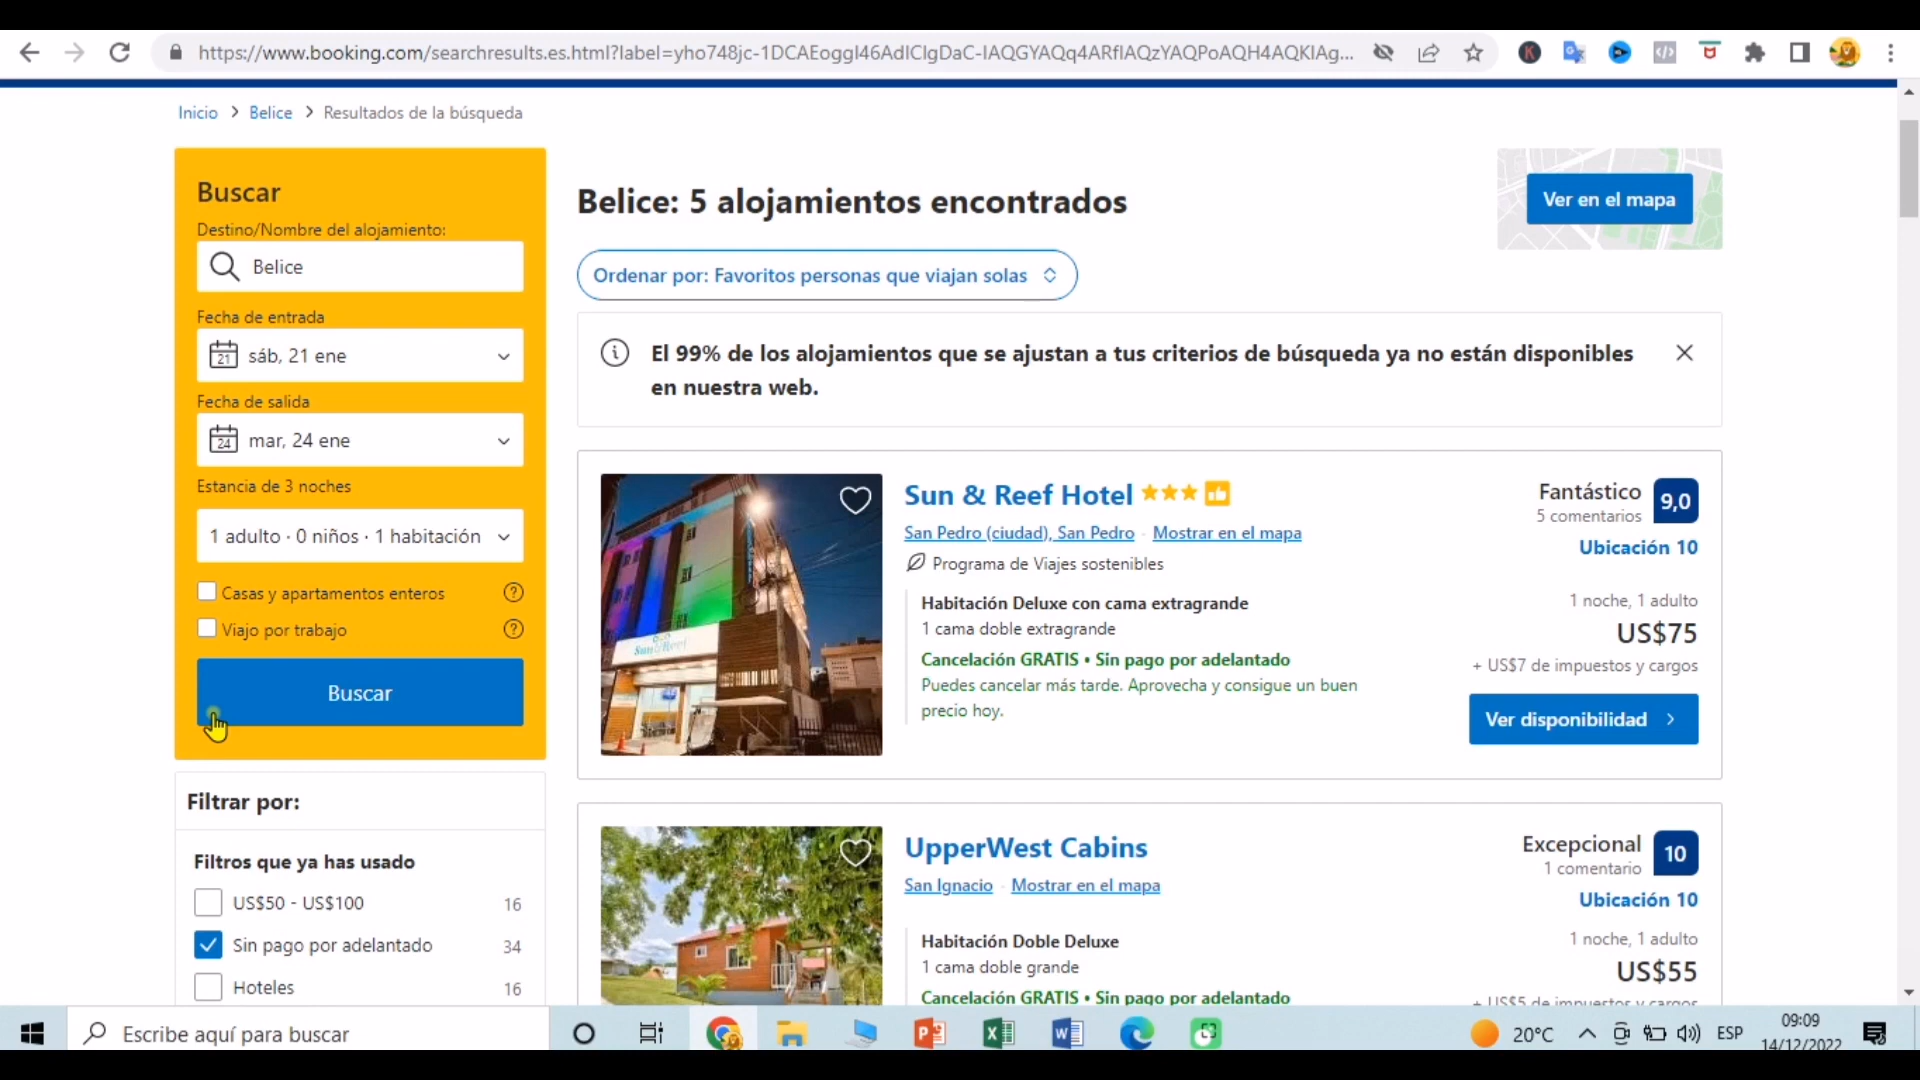 https://www.booking.com/searchresults.es.html?label=yho748jc-1DCAEoggI46AdICIgDaC-IAQGYAQq4ARfIAQzYAQPoAQH4AQKIAg...
Inicio > Belice > Resultados de la búsqueda
Buscar
Destino/Nombre del alojamiento:
Belice
Fecha de entrada
21 sáb, 21 ene
Fecha de salida
24 mar, 24 ene
Estancia de 3 noches
1 adulto · 0 niños · 1 habitación
Casas y apartamentos enteros
Viajo por trabajo
Buscar
Filtrar por:
Filtros que ya has usado
US$50 - US$100 16
Sin pago por adelantado 34
Hoteles 16
Belice: 5 alojamientos encontrados
Ver en el mapa
Ordenar por: Favoritos personas que viajan solas
El 99% de los alojamientos que se ajustan a tus criterios de búsqueda ya no están disponibles
en nuestra web.
Sun & Reef
Sun & Reef Hotel
San Pedro (ciudad), San Pedro · Mostrar en el mapa
Programa de Viajes sostenibles
Habitación Deluxe con cama extragrande
1 cama doble extragrande
Cancelación GRATIS • Sin pago por adelantado
Puedes cancelar más tarde. Aprovecha y consigue un buen
precio hoy.
Fantástico 9,0
5 comentarios
Ubicación 10
1 noche, 1 adulto
US$75
+ US$7 de impuestos y cargos
Ver disponibilidad
UpperWest Cabins
San Ignacio · Mostrar en el mapa
Habitación Doble Deluxe
1 cama doble grande
Cancelación GRATIS • Sin pago por adelantado
Excepcional 10
1 comentario
Ubicación 10
1 noche, 1 adulto
US$55
+ US$5 de impuestos y cargos
Escribe aquí para buscar
20°C
ESP
09:09
14/12/2022